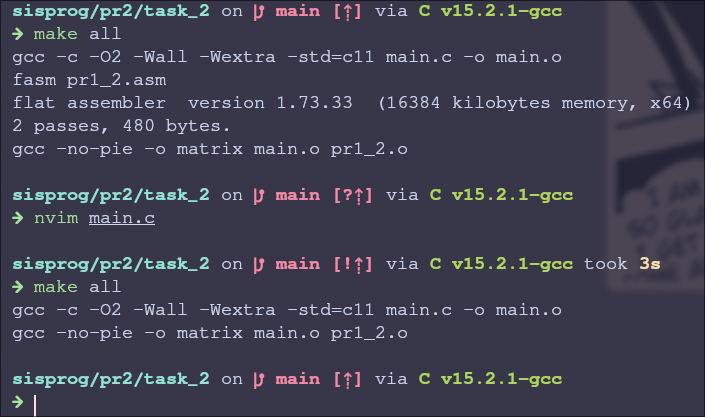 sisprog/pr2/task_2 on  main [⇡] via C v15.2.1-gcc
➜ make all
gcc -c -O2 -Wall -Wextra -std=c11 main.c -o main.o
fasm pr1_2.asm
flat assembler  version 1.73.33  (16384 kilobytes memory, x64)
2 passes, 480 bytes.
gcc -no-pie -o matrix main.o pr1_2.o
sisprog/pr2/task_2 on  main [?⇡] via C v15.2.1-gcc
➜ nvim main.c
sisprog/pr2/task_2 on  main [!⇡] via C v15.2.1-gcc took 3s
➜ make all
gcc -c -O2 -Wall -Wextra -std=c11 main.c -o main.o
gcc -no-pie -o matrix main.o pr1_2.o
sisprog/pr2/task_2 on  main [⇡] via C v15.2.1-gcc
➜
I AM
SO GLA
I GET